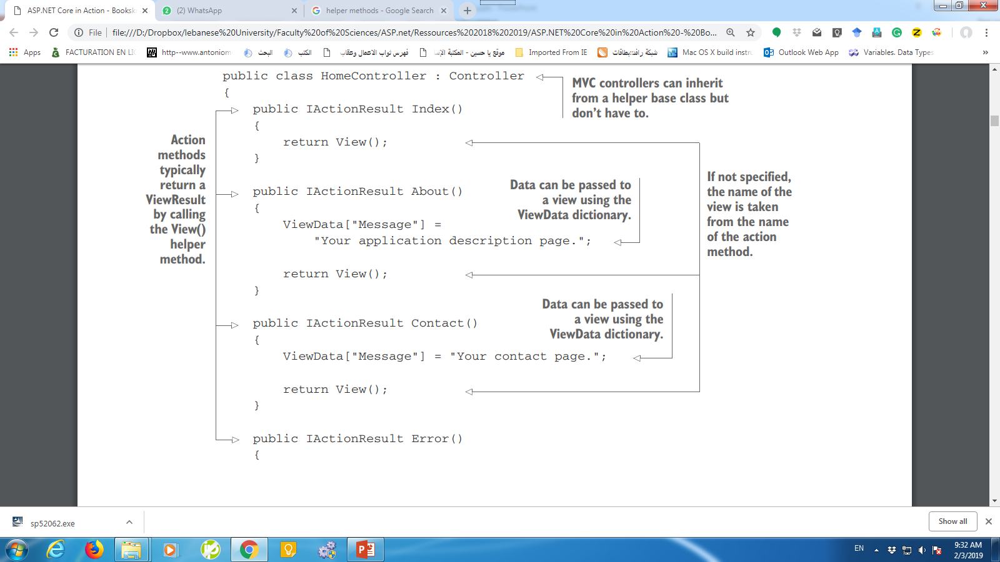 ASP.NET Core in Action - Booksk
(2) WhatsApp
helper methods - Google Search
File
file:///D:/Dropbox/lebanese%20University/Faculty%20of%20Sciences/ASP.net/Ressources%202018%202019/ASP.NET%20Core%20in%20Action%20-%20Bo...
Apps
FACTURATION EN LIC
http--www.antoniom
البحث
الكتب
فهرس ثواب الاعمال وعقاب
موقع يا حسين - المكتبة الإسا
Imported From IE
شبكة رافد::بطاقات
Mac OS X build instru
Outlook Web App
Variables. Data Types
»
public class HomeController : Controller
{
MVC controllers can inherit
from a helper base class but
don't have to.
public IActionResult Index()
{
return View();
}
Action
methods
typically
return a
ViewResult
by calling
the View()
helper
method.
public IActionResult About()
{
ViewData["Message"] =
"Your application description page.";
Data can be passed to
a view using the
ViewData dictionary.
If not specified,
the name of the
view is taken
from the name
of the action
method.
return View();
}
public IActionResult Contact()
{
ViewData["Message"] = "Your contact page.";
Data can be passed to
a view using the
ViewData dictionary.
return View();
}
public IActionResult Error()
{
sp52062.exe
Show all
EN
9:32 AM
2/3/2019